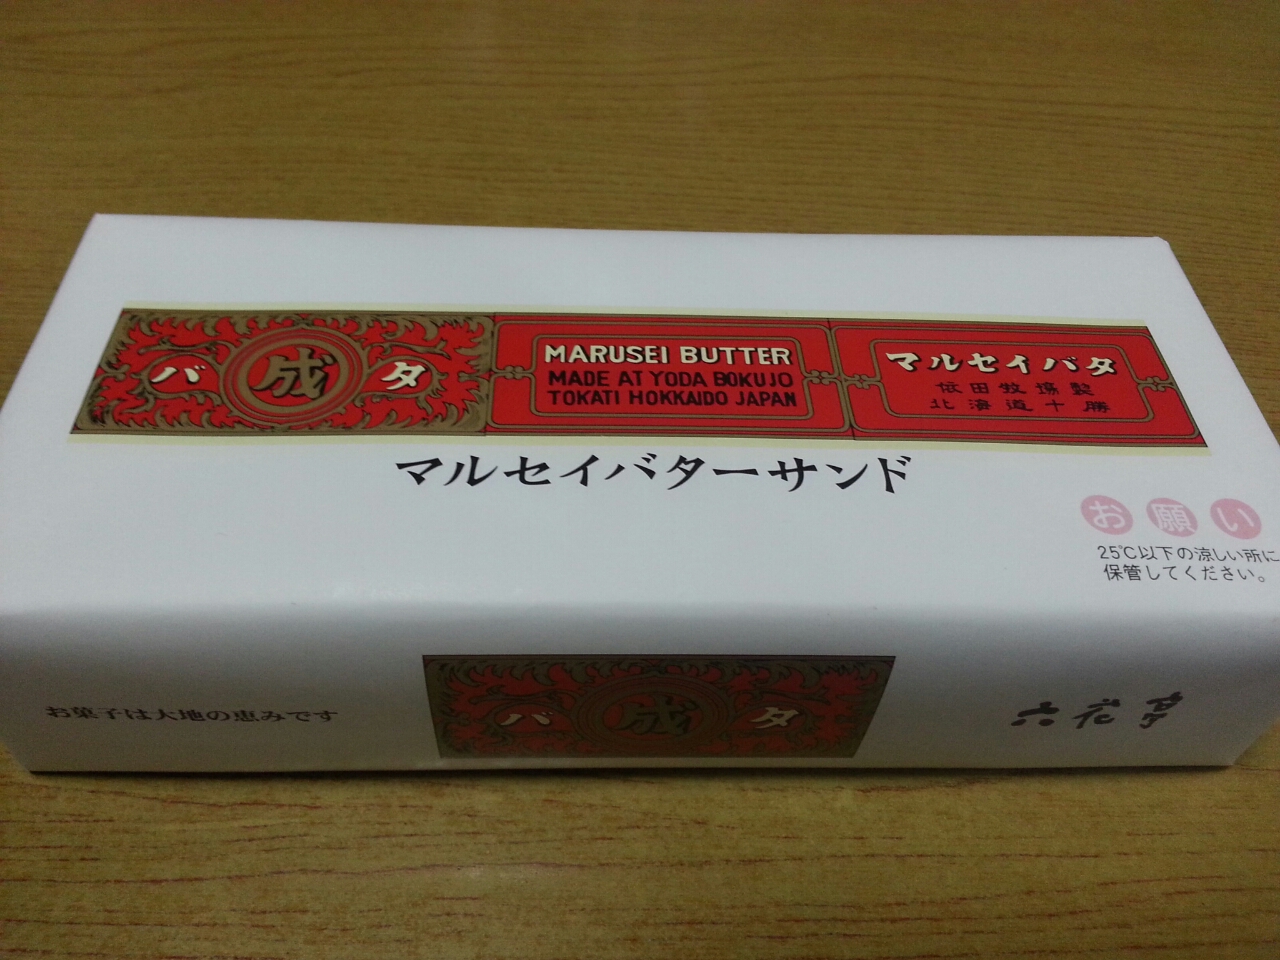 バ 成 タ
MARUSEI BUTTER
MADE AT YODA BOKUJO
TOKATI HOKKAIDO JAPAN
マルセイバタ
依田牧場製
北海道十勝
マルセイバターサンド
お願い
25℃以下の涼しい所に
保管してください。
お菓子は大地の恵みです
バ 成 タ
六花亭